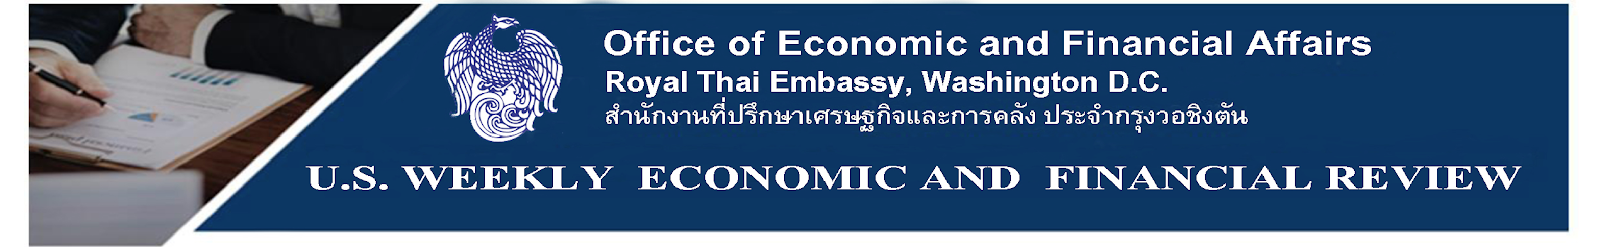 Office of Economic and Financial Affairs
Royal Thai Embassy, Washington D.C.
สำนักงานที่ปรึกษาเศรษฐกิจและการคลัง ประจำกรุงวอชิงตัน
U.S. WEEKLY ECONOMIC AND FINANCIAL REVIEW